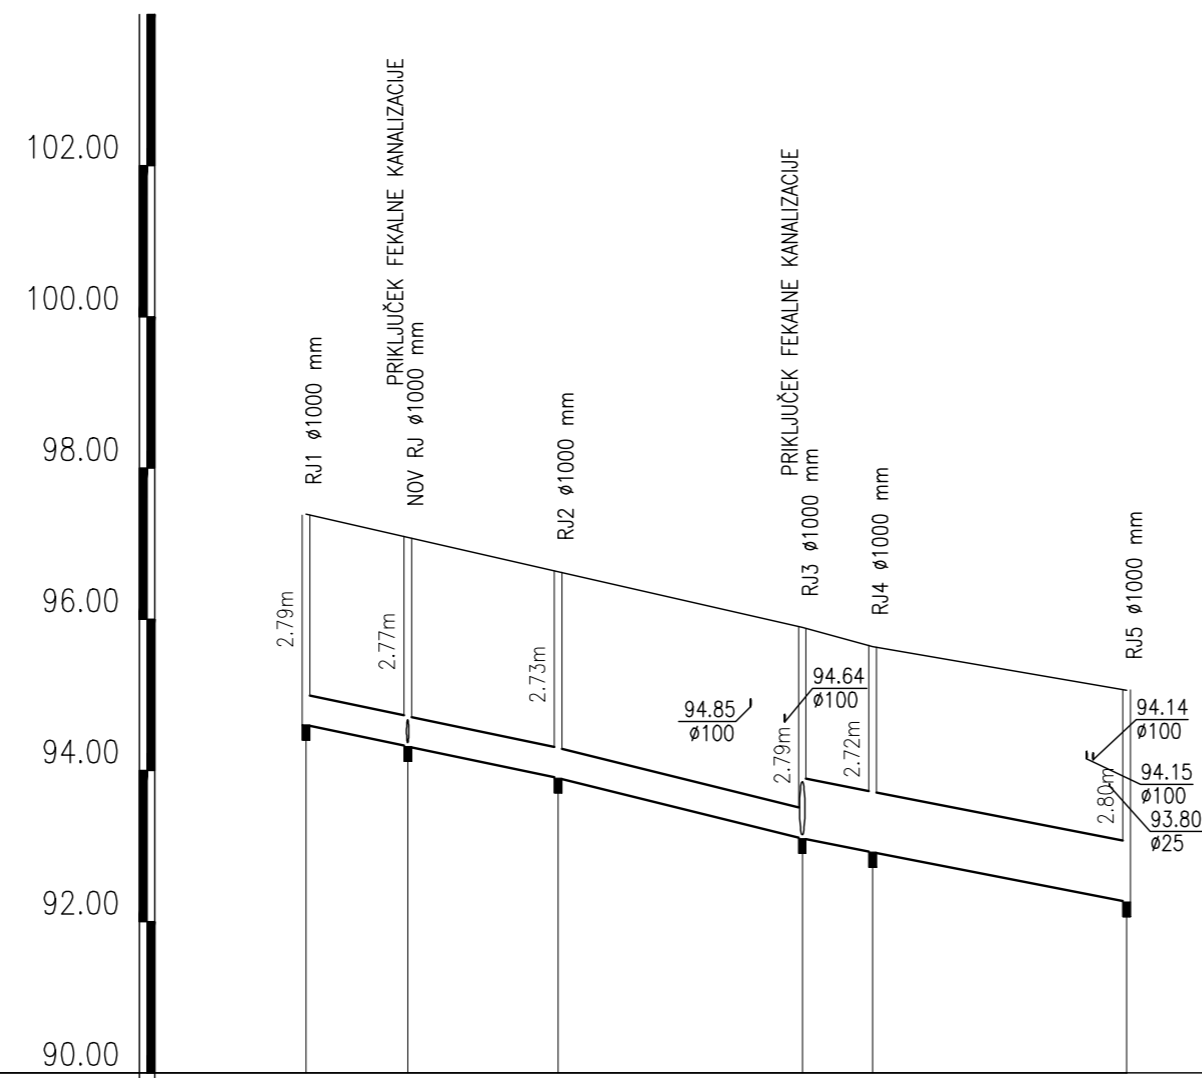 102.00
100.00
98.00
96.00
94.00
92.00
90.00
RJ1 ø1000 mm
PRIKLJUČEK FEKALNE KANALIZACIJE
NOV RJ ø1000 mm
RJ2 ø1000 mm
PRIKLJUČEK FEKALNE KANALIZACIJE
RJ3 ø1000 mm
RJ4 ø1000 mm
RJ5 ø1000 mm
2.79m
2.77m
2.73m
94.85
ø100
2.79m
94.64
ø100
2.72m
2.80m
94.14
ø100
94.15
ø100
93.80
ø25